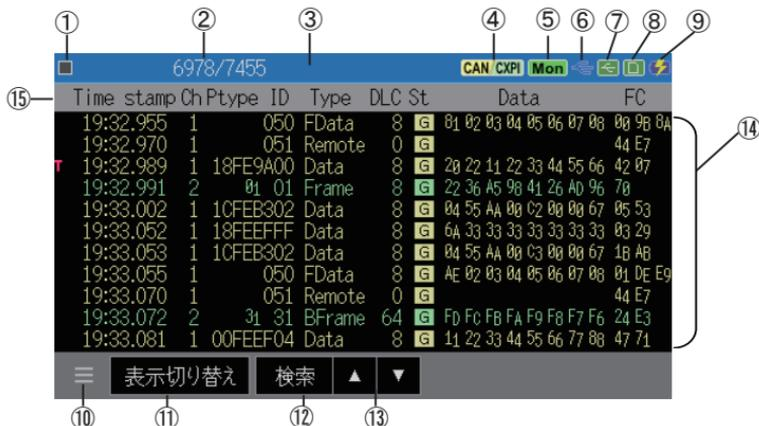 ① ② ③ ④ ⑤ ⑥ ⑦ ⑧ ⑨
6978/7455 CAN CXPI Mon
⑮ Time stamp Ch Ptype ID Type DLC St Data FC
19:32.955 1 050 FData 8 G 81 02 03 04 05 06 07 08 00 9B 8A
19:32.970 1 051 Remote 0 G 44 E7
T 19:32.989 1 18FE9A00 Data 8 G 20 22 11 22 33 44 55 66 42 07
19:32.991 2 01 01 Frame 8 G 22 36 A5 98 41 26 AD 96 70
19:33.002 1 1CFEB302 Data 8 G 04 55 AA 00 C2 00 00 67 05 53
19:33.052 1 18FEEFFF Data 8 G 6A 33 33 33 33 33 33 33 03 29
19:33.053 1 1CFEB302 Data 8 G 04 55 AA 00 C3 00 00 67 1B AB
19:33.055 1 050 FData 8 G AE 02 03 04 05 06 07 08 01 DE E9
19:33.070 1 051 Remote 0 G 44 E7
19:33.072 2 31 31 BFrame 64 G FD FC FB FA F9 F8 F7 F6 24 E3
19:33.081 1 00FEEF04 Data 8 G 11 22 33 44 55 66 77 88 47 71
⑭
表示切り替え 検索 ▲ ▼
⑩ ⑪ ⑫ ⑬